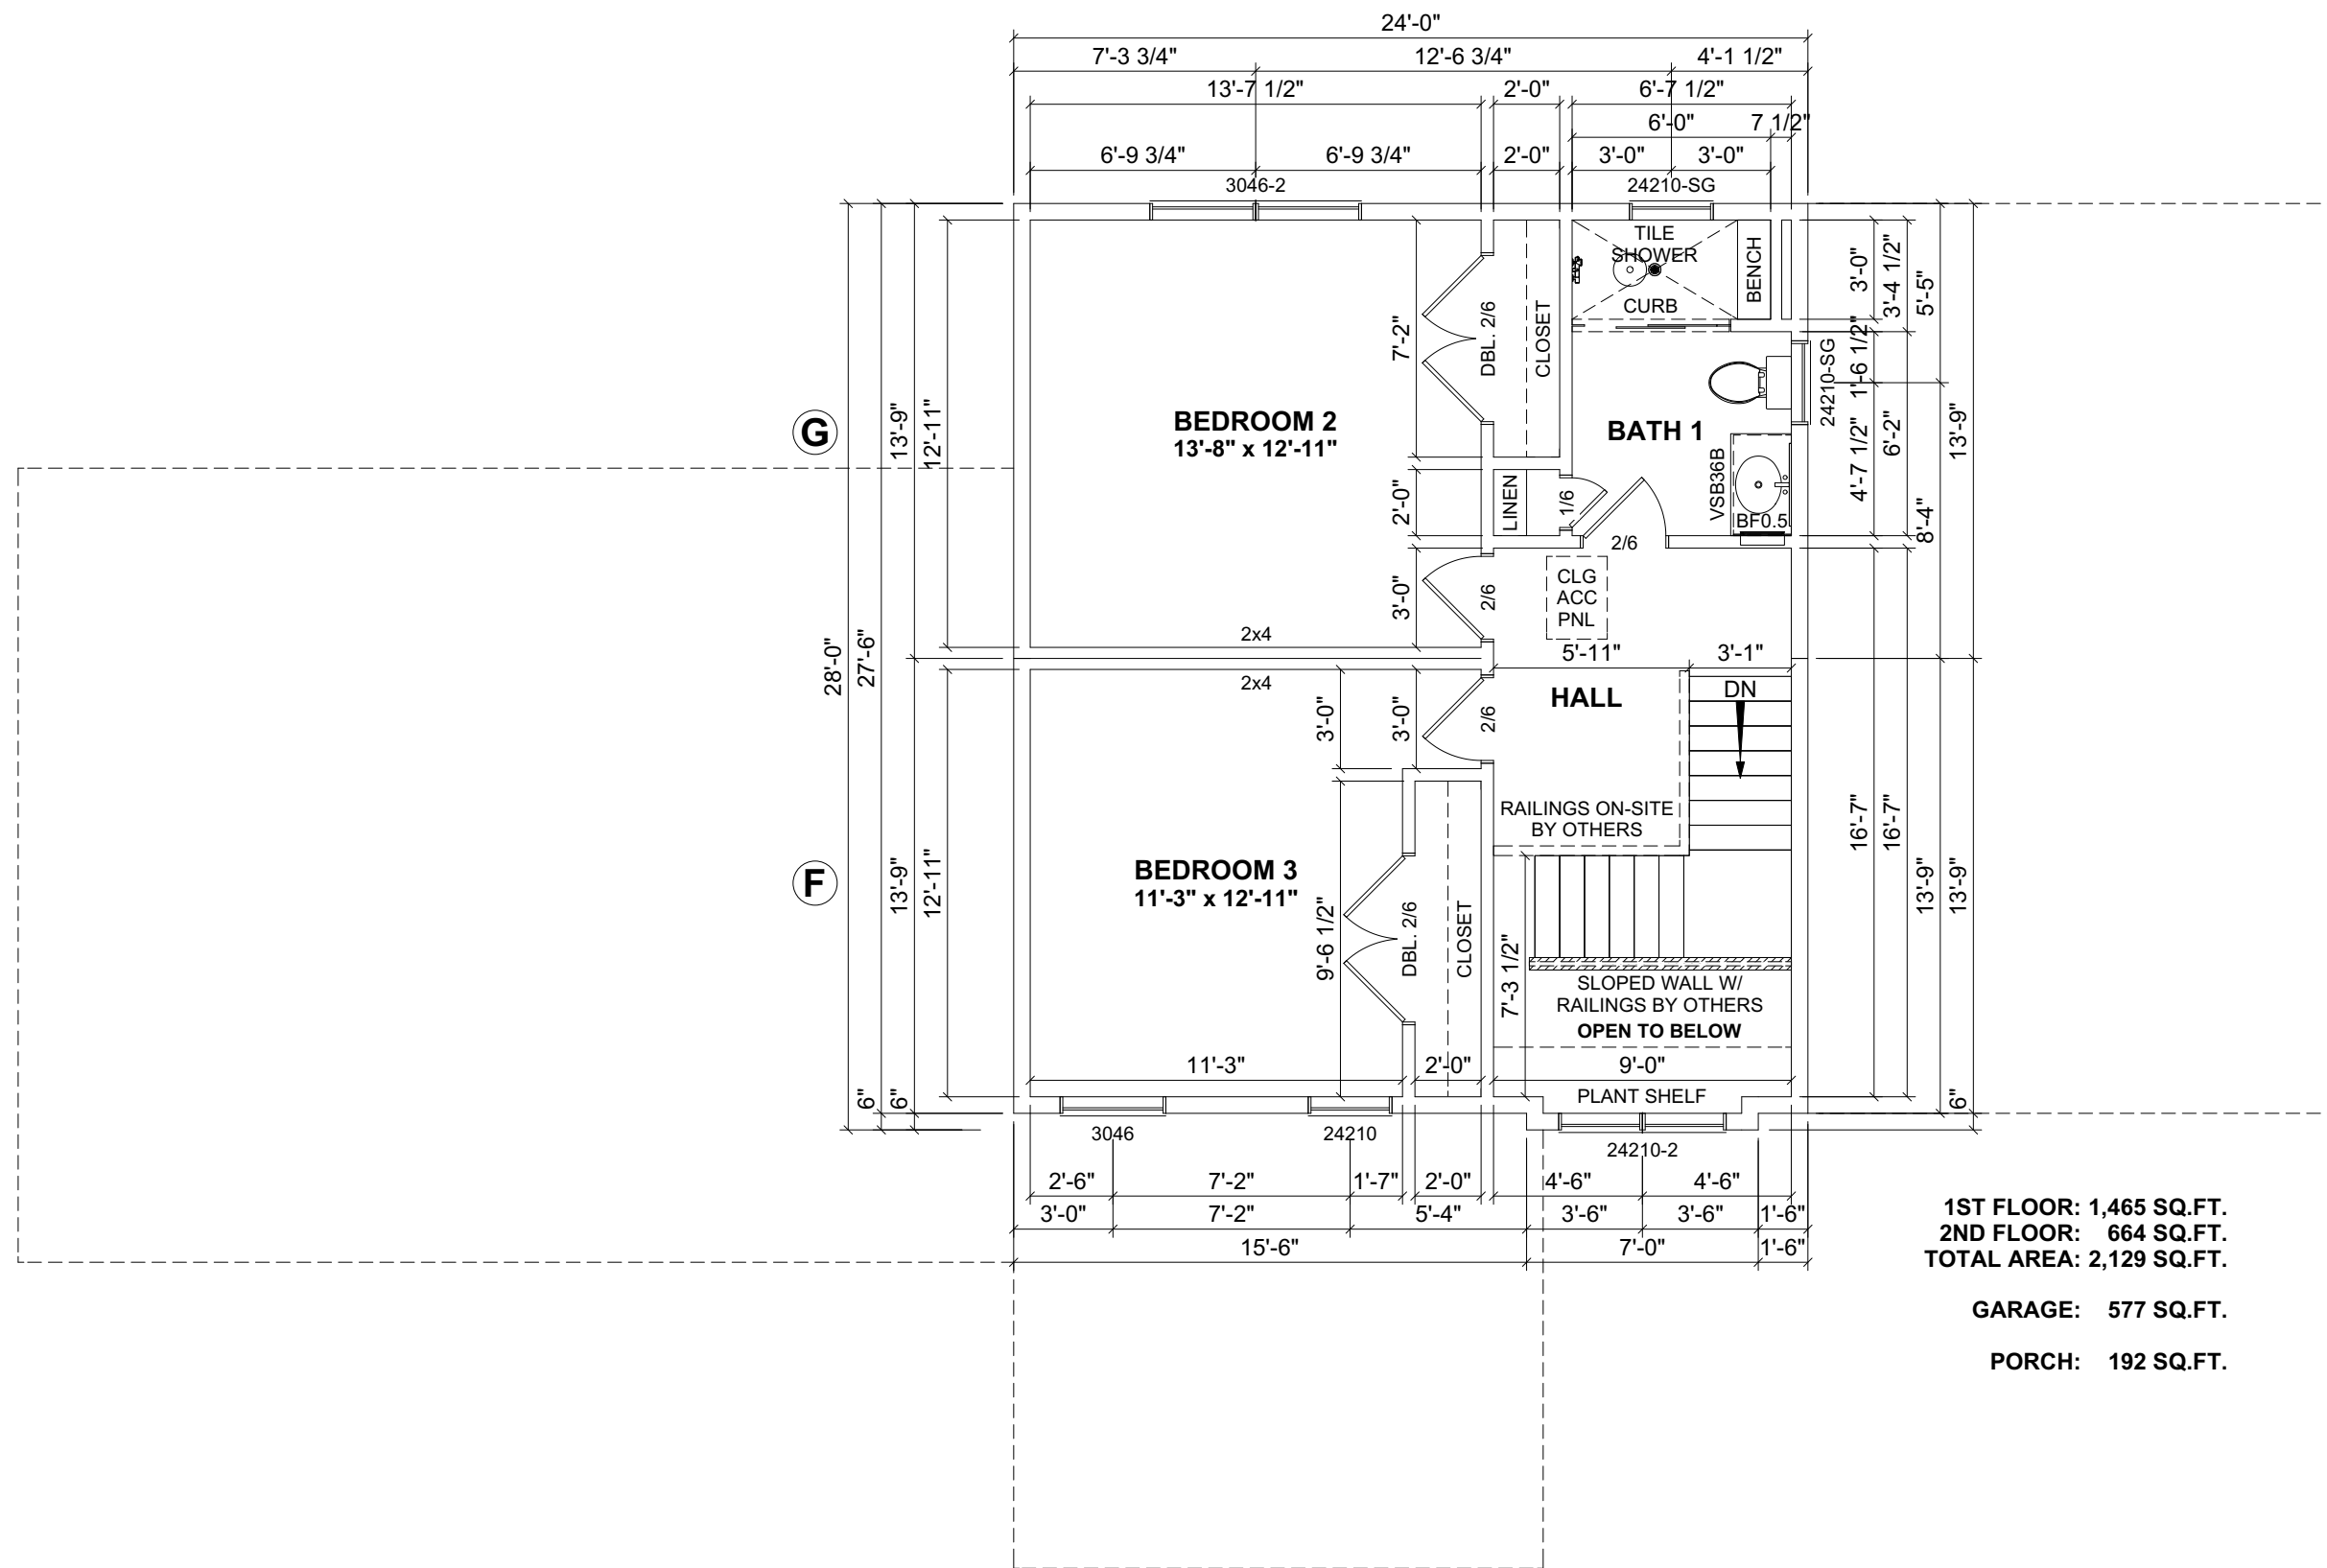 24'-0"
7'-3 3/4" 12'-6 3/4" 4'-1 1/2"
13'-7 1/2" 2'-0" 6'-7 1/2"
6'-0" 7 1/2"
6'-9 3/4" 6'-9 3/4" 2'-0" 3'-0" 3'-0"
3046-2 24210-SG
TILE
SHOWER
BENCH
CURB
3'-0"
3'-4 1/2"
5'-5"
7'-2"
DBL. 2/6
CLOSET
1'-6 1/2"
24210-SG
G
13'-9"
12'-11"
BEDROOM 2
13'-8" x 12'-11"
BATH 1
4'-7 1/2"
6'-2"
13'-9"
VSB36B
BF0.5
2'-0"
LINEN
1/6
8'-4"
2/6
3'-0"
2/6
CLG
ACC
PNL
2x4
28'-0"
27'-6"
5'-11" 3'-1"
2x4
3'-0"
3'-0"
2/6
HALL
DN
RAILINGS ON-SITE
BY OTHERS
16'-7"
16'-7"
F
13'-9"
12'-11"
BEDROOM 3
11'-3" x 12'-11"
9'-6 1/2"
DBL. 2/6
CLOSET
7'-3 1/2"
13'-9"
13'-9"
SLOPED WALL W/
RAILINGS BY OTHERS
OPEN TO BELOW
11'-3" 2'-0" 9'-0"
6"
6"
PLANT SHELF
6"
3046 24210
24210-2
2'-6" 7'-2" 1'-7" 2'-0" 4'-6" 4'-6"
3'-0" 7'-2" 5'-4" 3'-6" 3'-6" 1'-6"
15'-6" 7'-0" 1'-6"
1ST FLOOR: 1,465 SQ.FT.
2ND FLOOR: 664 SQ.FT.
TOTAL AREA: 2,129 SQ.FT.
GARAGE: 577 SQ.FT.
PORCH: 192 SQ.FT.